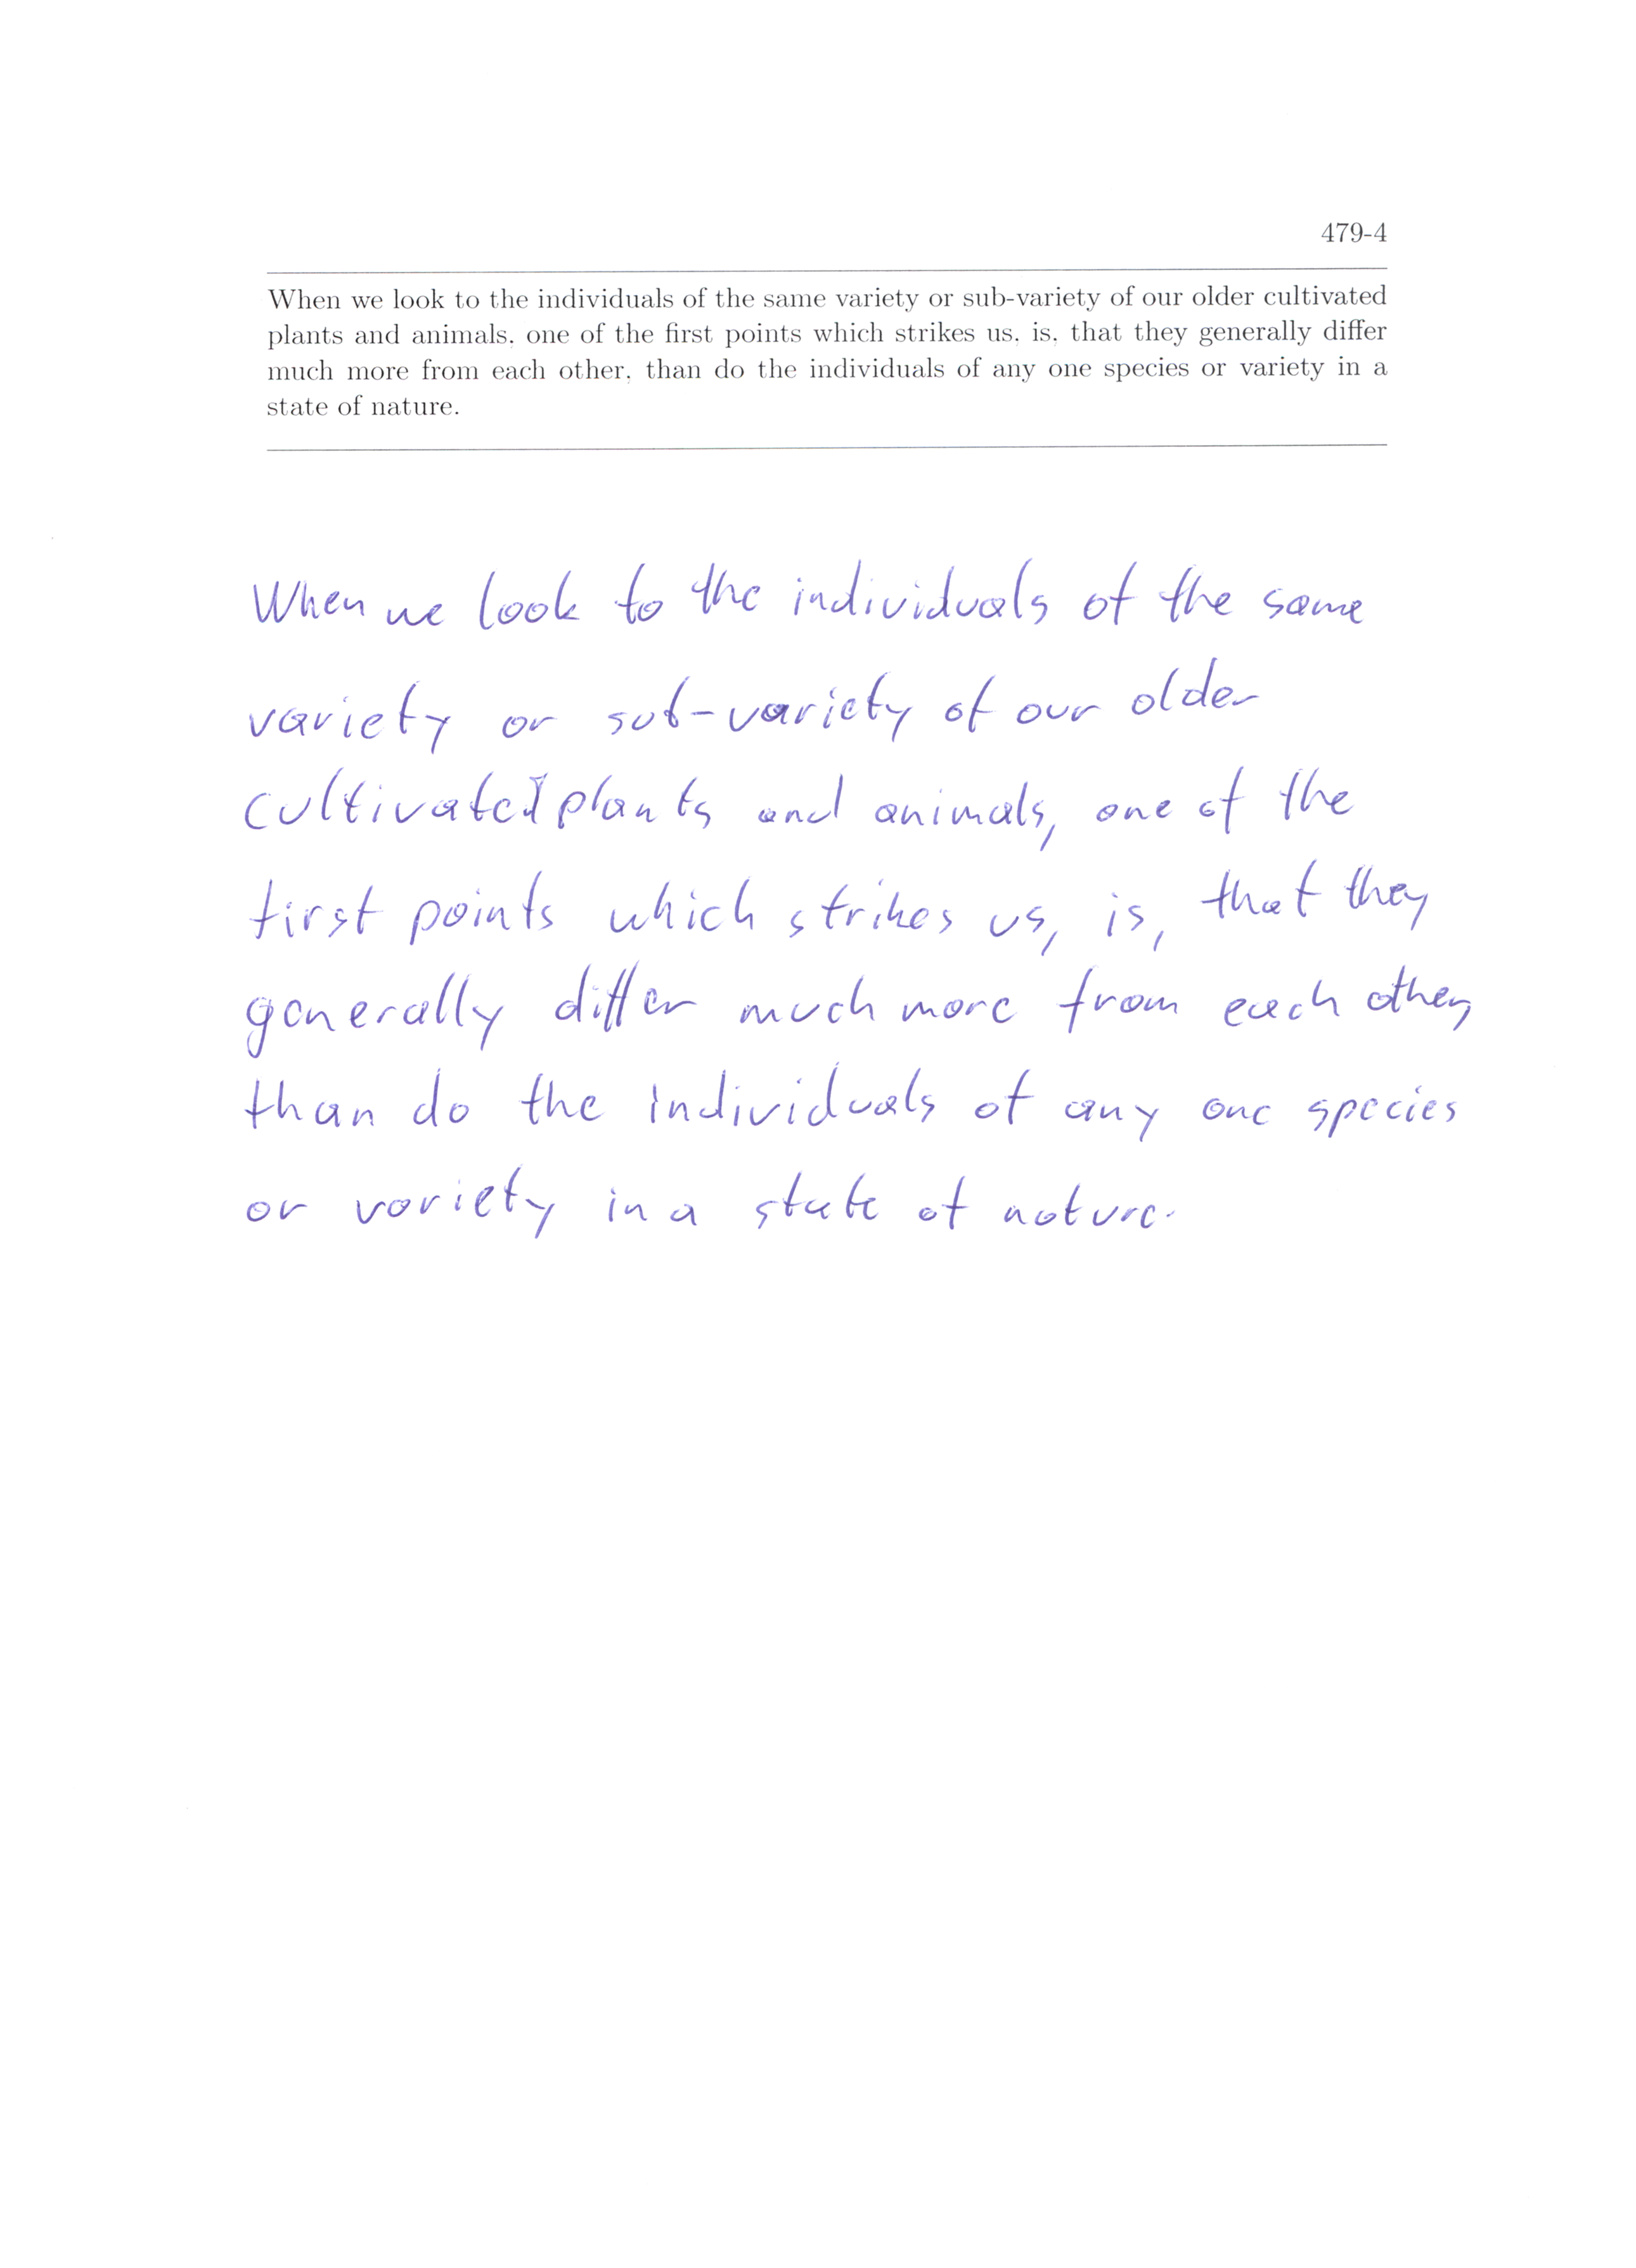 479-4
When we look to the individuals of the same variety or sub-variety of our older cultivated
plants and animals, one of the first points which strikes us, is, that they generally differ
much more from each other, than do the individuals of any one species or variety in a
state of nature.
When we look to the individuals of the same
variety or sub-variety of our older
cultivated plants and animals, one of the
first points which strikes us, is, that they
generally differ much more from each other,
than do the individuals of any one species
or variety in a state of nature.